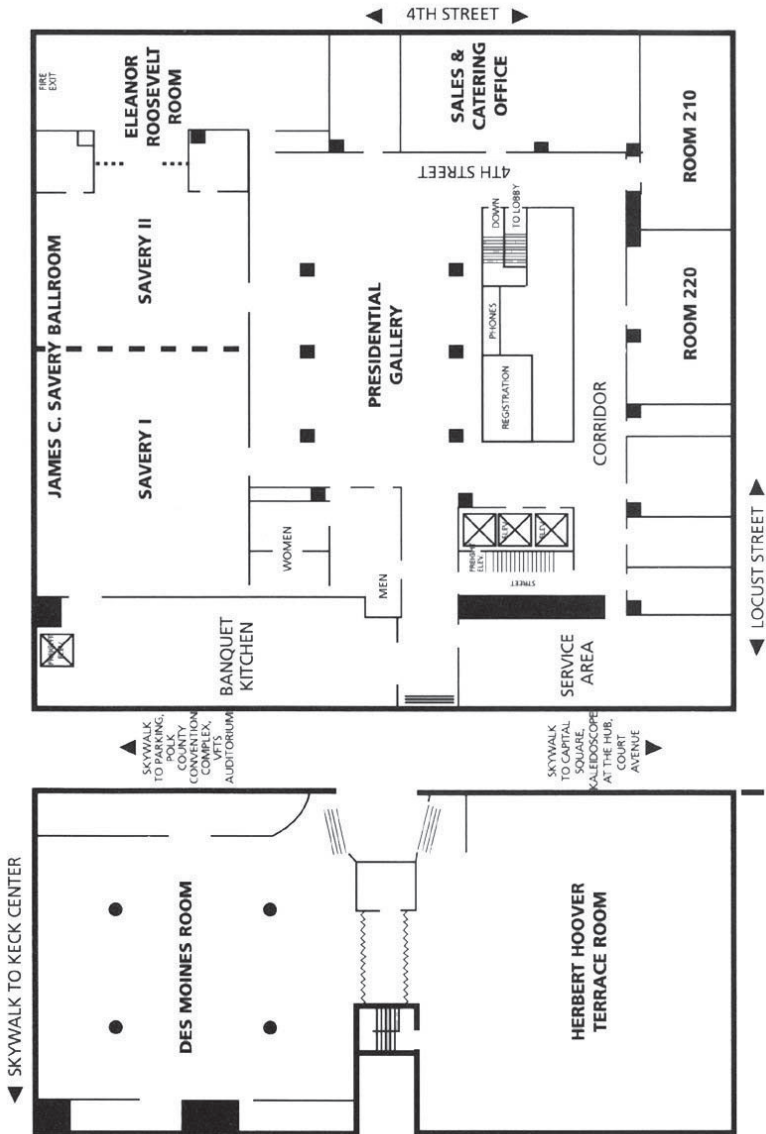 ◀ SKYWALK TO KECK CENTER
SKYWALK
TO PARKING,
POLK
COUNTY
CONVENTION
COMPLEX,
AUDITORIUM
SKYWALK
TO CAPITAL
SQUARE,
KALEIDOSCOPE
AT THE HUB,
COURT
AVENUE
DES MOINES ROOM
HERBERT HOOVER
TERRACE ROOM
JAMES C. SAVERY BALLROOM
SAVERY I
SAVERY II
ELEANOR
ROOSEVELT
ROOM
FIRE
EXIT
BANQUET
KITCHEN
WOMEN
MEN
PRESIDENTIAL
GALLERY
REGISTRATION
PHONES
DOWN
TO LOBBY
4TH STREET
SALES &
CATERING
OFFICE
◀ 4TH STREET ▶
ELEV
STREET
SERVICE
AREA
CORRIDOR
ROOM 220
ROOM 210
◀ LOCUST STREET ▶